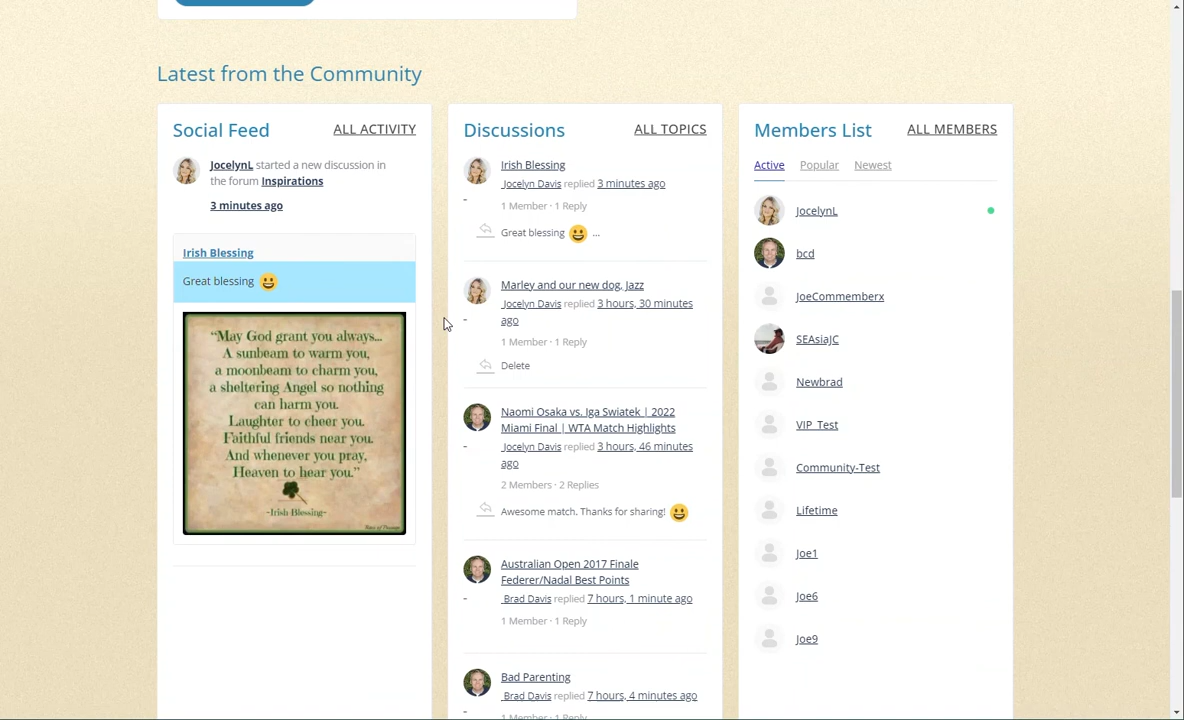 Latest from the Community
Social Feed
ALL ACTIVITY
JocelynL started a new discussion in
the forum Inspirations
3 minutes ago
Irish Blessing
Great blessing 😀
“May God grant you always...
A sunbeam to warm you,
a moonbeam to charm you,
a sheltering Angel so nothing
can harm you.
Laughter to cheer you.
Faithful friends near you.
And whenever you pray,
Heaven to hear you.”
~Irish Blessing~
Discussions
ALL TOPICS
Irish Blessing
Jocelyn Davis replied 3 minutes ago
-
1 Member · 1 Reply
Great blessing 😀 ...
Marley and our new dog, Jazz
Jocelyn Davis replied 3 hours, 30 minutes
-
ago
1 Member · 1 Reply
Delete
Naomi Osaka vs. Iga Swiatek | 2022
Miami Final | WTA Match Highlights
Jocelyn Davis replied 3 hours, 46 minutes
-
ago
2 Members · 2 Replies
Awesome match. Thanks for sharing! 😀
Australian Open 2017 Finale
Federer/Nadal Best Points
Brad Davis replied 7 hours, 1 minute ago
-
1 Member · 1 Reply
Bad Parenting
Brad Davis replied 7 hours, 4 minutes ago
-
1 Member · 1 Reply
Members List
ALL MEMBERS
Active Popular Newest
JocelynL
bcd
JoeCommemberx
SEAsiaJC
Newbrad
VIP_Test
Community-Test
Lifetime
Joe1
Joe6
Joe9